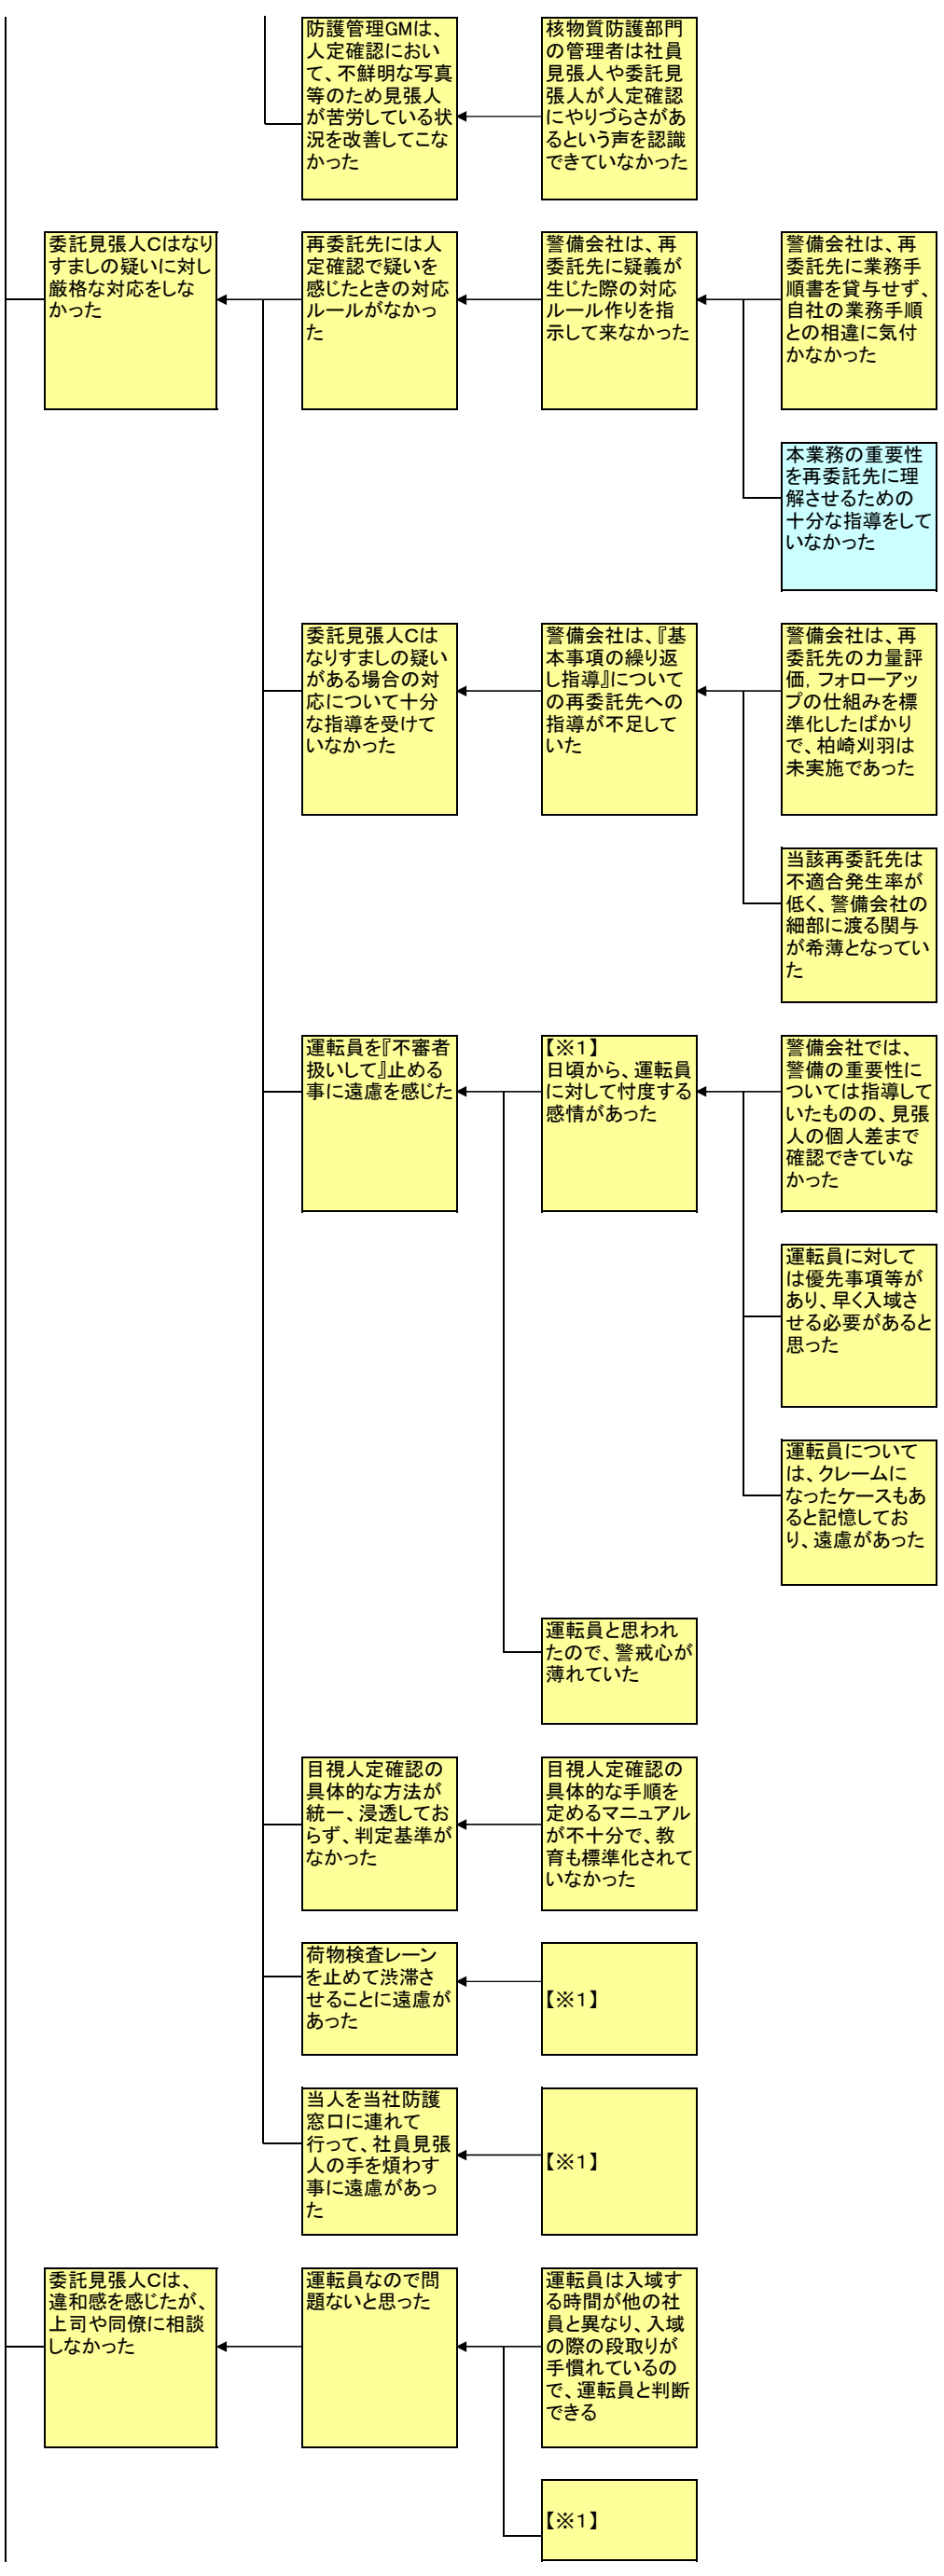 防護管理GMは、
人定確認におい
て、不鮮明な写真
等のため見張人
が苦労している状
況を改善してこな
かった
核物質防護部門
の管理者は社員
見張人や委託見
張人が人定確認
にやりづらさがあ
るという声を認識
できていなかった
委託見張人Cはなり
すましの疑いに対し
厳格な対応をしな
かった
再委託先には人
定確認で疑いを
感じたときの対応
ルールがなかっ
た
警備会社は、再
委託先に疑義が
生じた際の対応
ルール作りを指
示して来なかった
警備会社は、再
委託先に業務手
順書を貸与せず、
自社の業務手順
との相違に気付
かなかった
本業務の重要性
を再委託先に理
解させるための
十分な指導をして
いなかった
委託見張人Cは
なりすましの疑い
がある場合の対
応について十分
な指導を受けて
いなかった
警備会社は、『基
本事項の繰り返
し指導』について
の再委託先への
指導が不足して
いた
警備会社は、再
委託先の力量評
価,フォローアッ
プの仕組みを標
準化したばかり
で、柏崎刈羽は
未実施であった
当該再委託先は
不適合発生率が
低く、警備会社の
細部に渡る関与
が希薄となってい
た
運転員を『不審者
扱いして』止める
事に遠慮を感じた
【※1】
日頃から、運転員
に対して忖度する
感情があった
警備会社では、
警備の重要性に
ついては指導して
いたものの、見張
人の個人差まで
確認できていな
かった
運転員に対して
は優先事項等が
あり、早く入域さ
せる必要があると
思った
運転員について
は、クレームに
なったケースもあ
ると記憶してお
り、遠慮があった
運転員と思われ
たので、警戒心が
薄れていた
目視人定確認の
具体的な方法が
統一、浸透してお
らず、判定基準が
なかった
目視人定確認の
具体的な手順を
定めるマニュアル
が不十分で、教
育も標準化されて
いなかった
荷物検査レーン
を止めて渋滞さ
せることに遠慮が
あった
【※1】
当人を当社防護
窓口に連れて
行って、社員見張
人の手を煩わす
事に遠慮があっ
た
【※1】
委託見張人Cは、
違和感を感じたが、
上司や同僚に相談
しなかった
運転員なので問
題ないと思った
運転員は入域す
る時間が他の社
員と異なり、入域
の際の段取りが
手慣れているの
で、運転員と判断
できる
【※1】